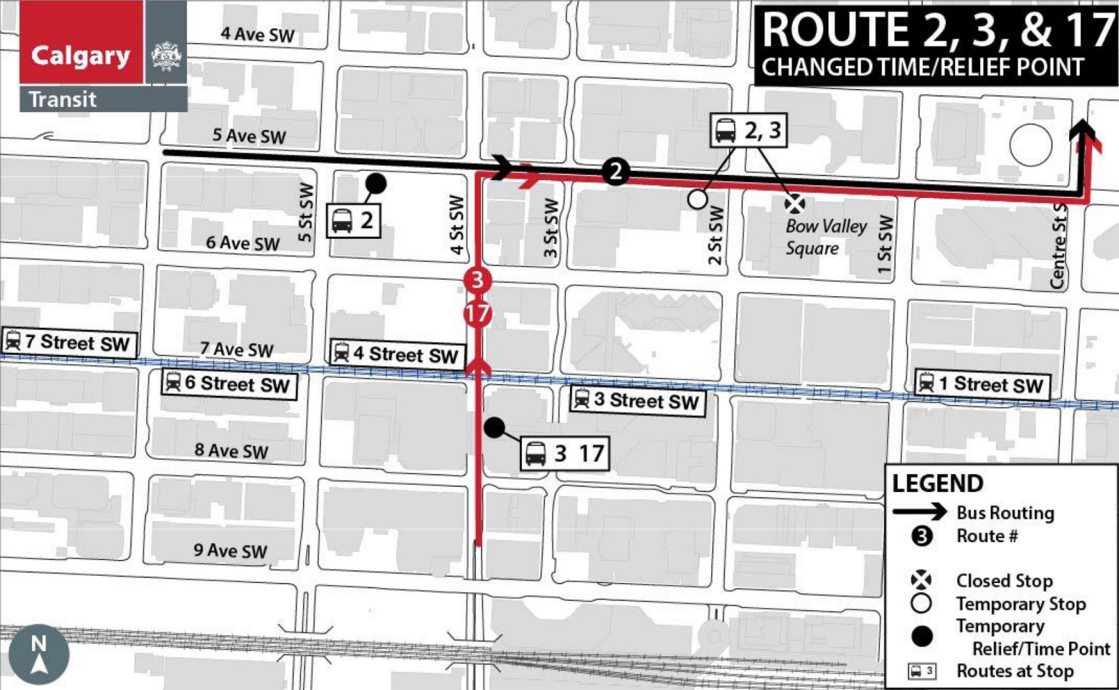 Calgary
Transit
ROUTE 2, 3, & 17
CHANGED TIME/RELIEF POINT
4 Ave SW
5 Ave SW
2, 3
2
5 St SW
2
4 St SW
3 St SW
2 St SW
Bow Valley
Square
1 St SW
Centre St S
6 Ave SW
3
17
7 Street SW
7 Ave SW
4 Street SW
6 Street SW
3 Street SW
1 Street SW
8 Ave SW
3 17
9 Ave SW
LEGEND
Bus Routing
3 Route #
Closed Stop
Temporary Stop
Temporary
Relief/Time Point
3 Routes at Stop
N